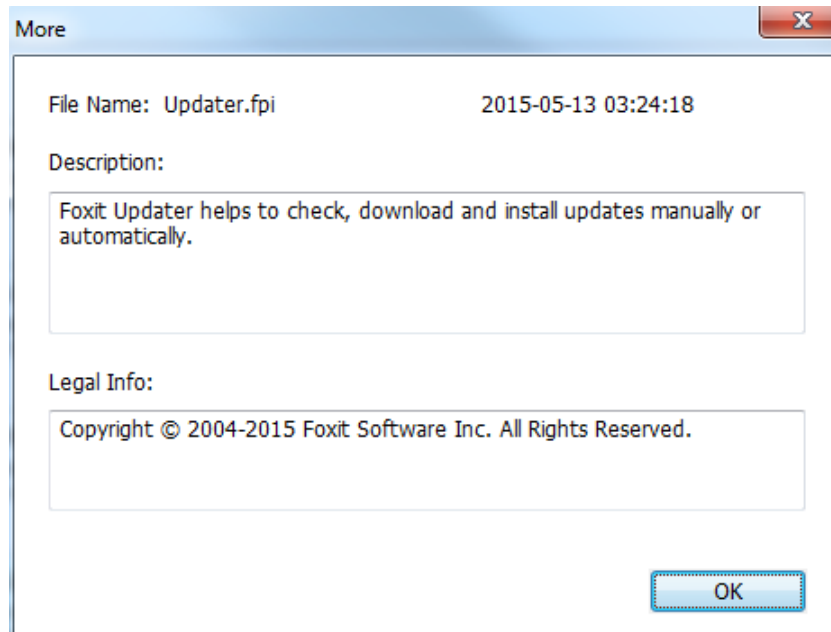 More
File Name: Updater.fpi 2015-05-13 03:24:18
Description:
Foxit Updater helps to check, download and install updates manually or
automatically.
Legal Info:
Copyright © 2004-2015 Foxit Software Inc. All Rights Reserved.
OK